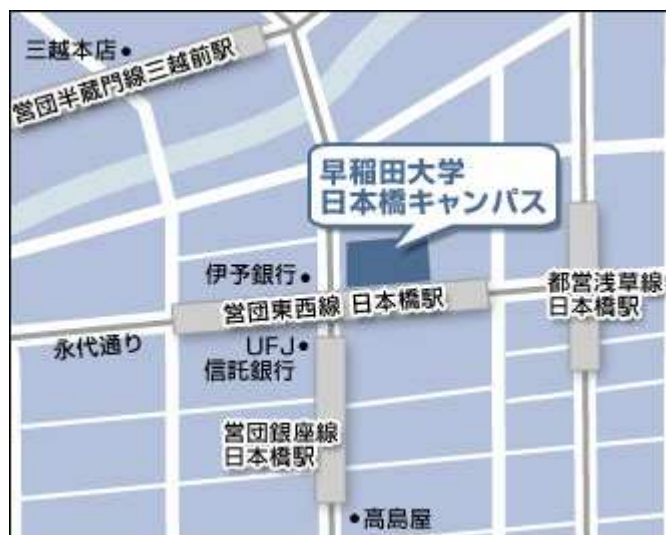 三越本店
営団半蔵門線三越前駅
早稲田大学
日本橋キャンパス
伊予銀行
営団東西線 日本橋駅
都営浅草線
日本橋駅
永代通り
UFJ
信託銀行
営団銀座線
日本橋駅
高島屋